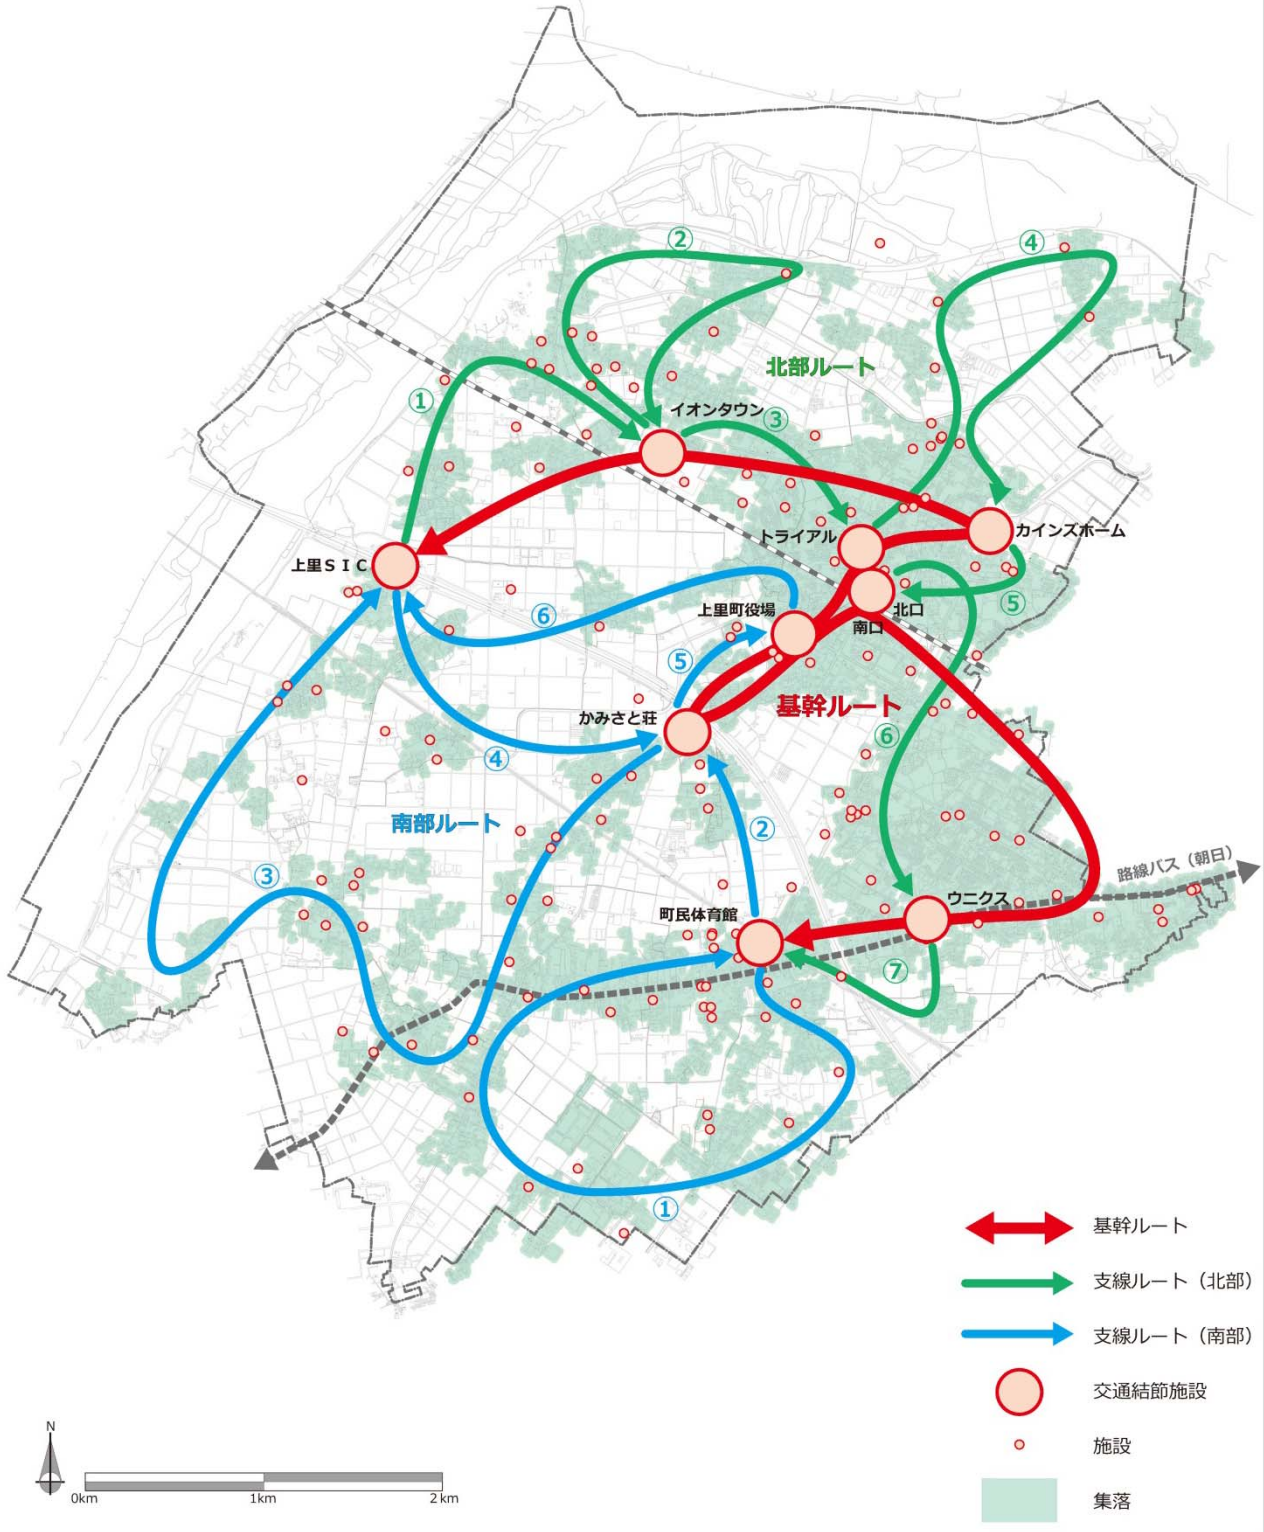 ②
④
北部ルート
①
イオンタウン
③
トライアル
カインズホーム
上里SIC
⑥
上里町役場
北口
⑤
南口
⑤
かみさと荘
基幹ルート
⑥
④
南部ルート
②
路線バス(朝日)
③
ウニクス
町民体育館
⑦
①
基幹ルート
支線ルート(北部)
支線ルート(南部)
交通結節施設
施設
集落
N
0km 1km 2km